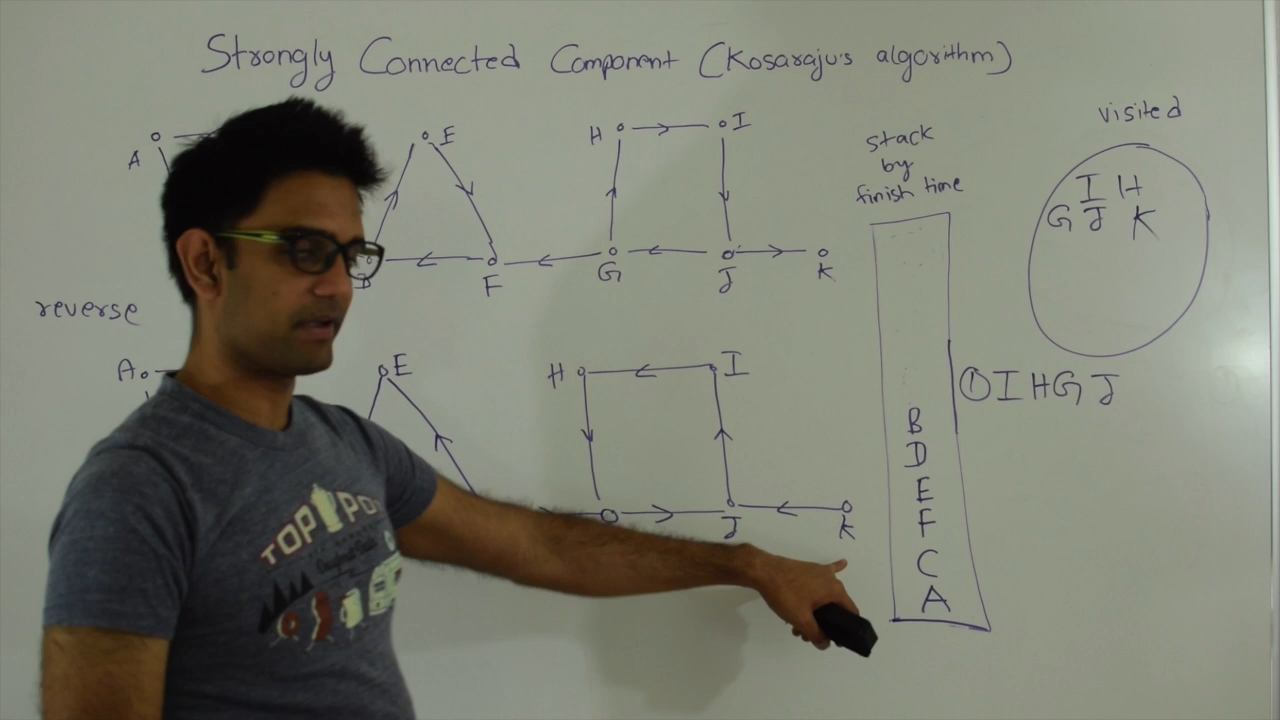 Strongly Connected Component (Kosaraju's algorithm)
A
E
H
I
F
G
J
K
stack
by
finish time
visited
I H
G J K
reverse
A
E
H
I
J
K
B
D
E
F
C
A
① I H G J
TOP POT